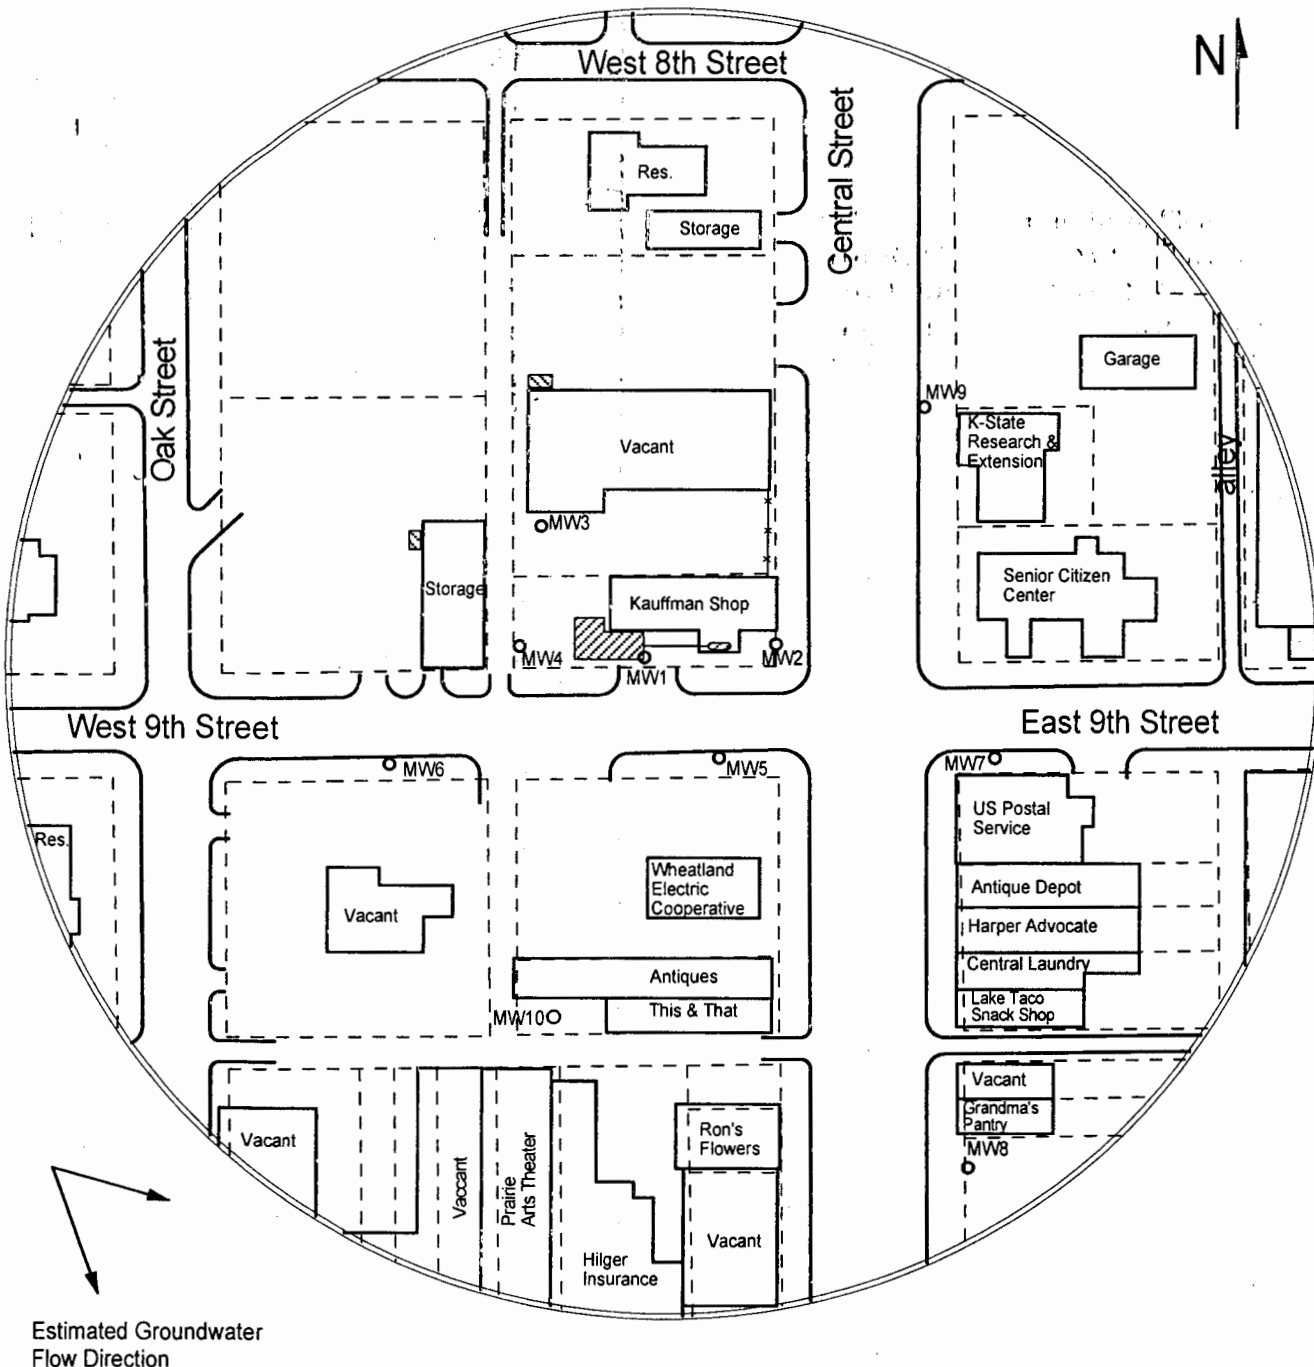 West 8th Street
N
Central Street
Res.
Storage
Oak Street
Garage
MW9
K-State
Research &
Extension
alley
Vacant
MW3
Storage
Kauffman Shop
Senior Citizen
Center
MW4
MW1
MW2
West 9th Street
East 9th Street
MW6
MW5
MW7
US Postal
Service
Res.
Wheatland
Electric
Cooperative
Vacant
Antique Depot
Harper Advocate
Central Laundry
Lake Taco
Snack Shop
Antiques
This & That
MW10
Vacant
Grandma's
Pantry
MW8
Vacant
Vaccant
Prairie
Arts Theater
Ron's
Flowers
Vacant
Hilger
Insurance
Estimated Groundwater
Flow Direction